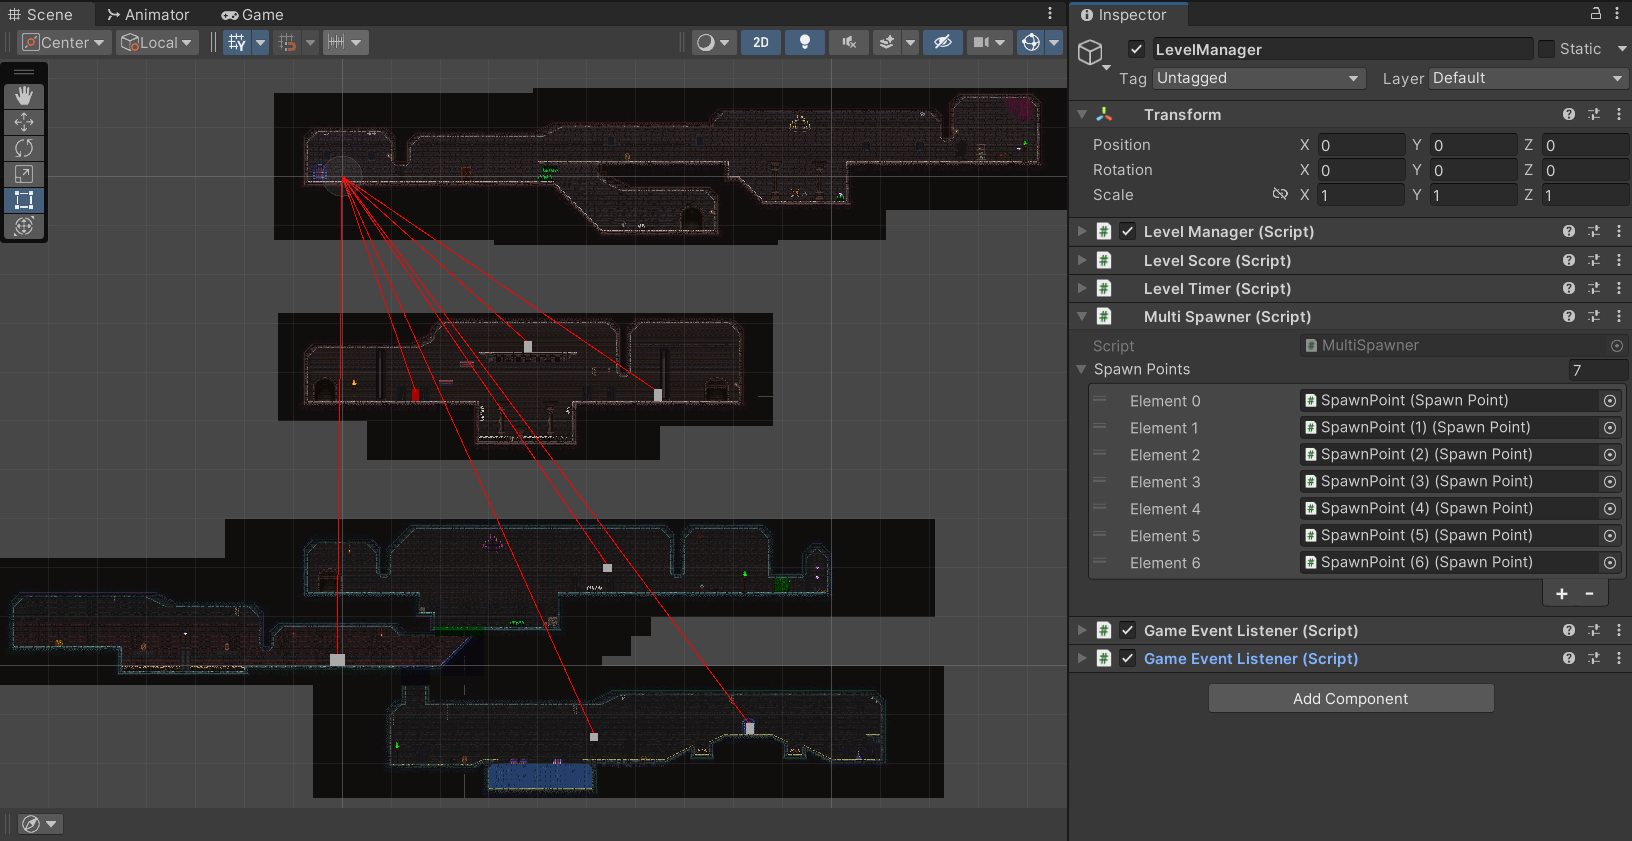 Scene Animator Game
Center Local
2D
Inspector
LevelManager Static
Tag Untagged Layer Default
Transform
Position X 0 Y 0 Z 0
Rotation X 0 Y 0 Z 0
Scale X 1 Y 1 Z 1
# Level Manager (Script)
# Level Score (Script)
# Level Timer (Script)
# Multi Spawner (Script)
Script # MultiSpawner
Spawn Points 7
Element 0 # SpawnPoint (Spawn Point)
Element 1 # SpawnPoint (1) (Spawn Point)
Element 2 # SpawnPoint (2) (Spawn Point)
Element 3 # SpawnPoint (3) (Spawn Point)
Element 4 # SpawnPoint (4) (Spawn Point)
Element 5 # SpawnPoint (5) (Spawn Point)
Element 6 # SpawnPoint (6) (Spawn Point)
+ -
# Game Event Listener (Script)
# Game Event Listener (Script)
Add Component